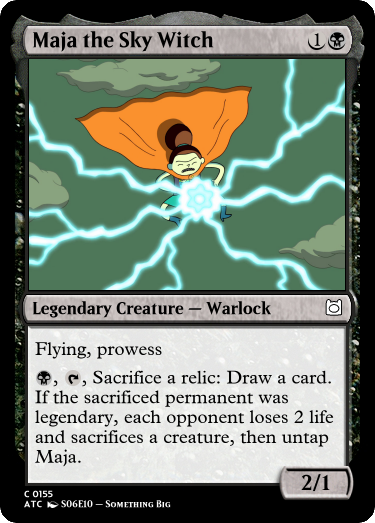 Maja the Sky Witch 1
Legendary Creature — Warlock
Flying, prowess
, , Sacrifice a relic: Draw a card.
If the sacrificed permanent was
legendary, each opponent loses 2 life
and sacrifices a creature, then untap
Maja.
2/1
C 0155
ATC S06E10 — Something Big